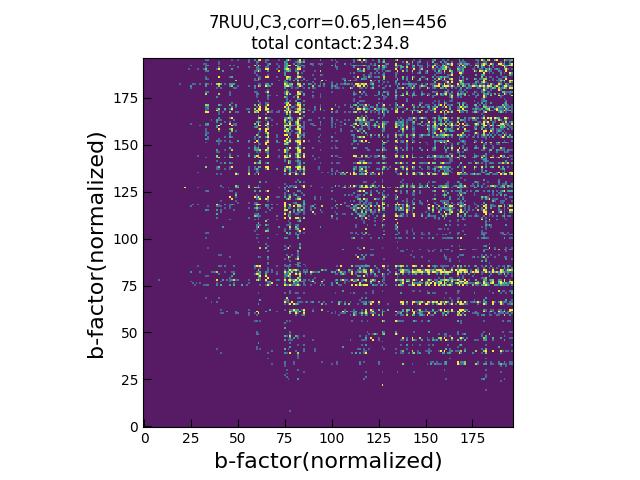 7RUU,C3,corr=0.65,len=456
total contact:234.8
175
150
125
100
75
50
25
0
b-factor(normalized)
0 25 50 75 100 125 150 175
b-factor(normalized)